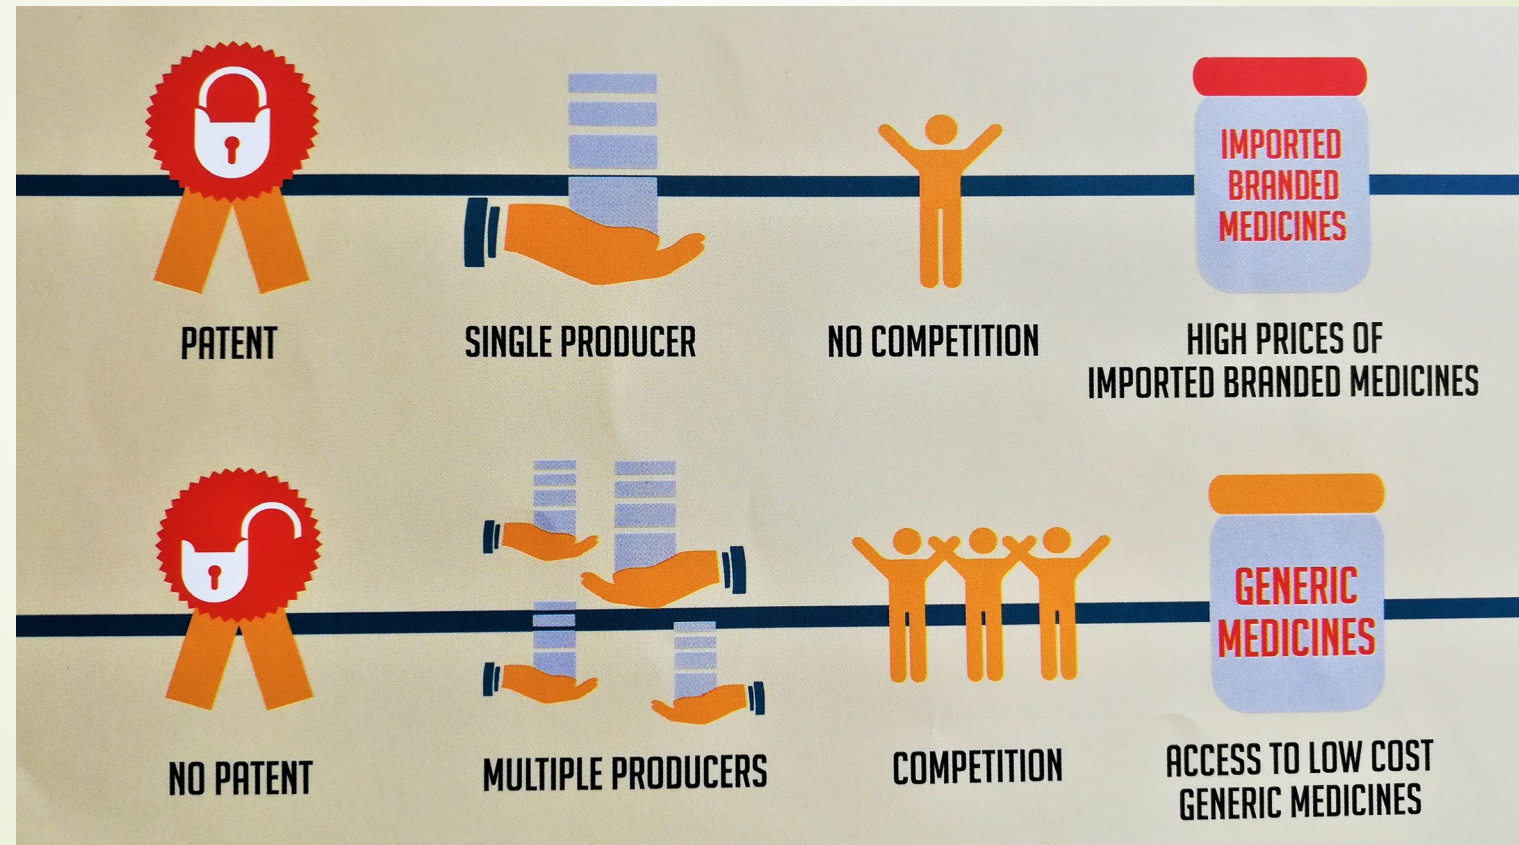 IMPORTED
BRANDED
MEDICINES
PATENT
SINGLE PRODUCER
NO COMPETITION
HIGH PRICES OF
IMPORTED BRANDED MEDICINES
GENERIC
MEDICINES
NO PATENT
MULTIPLE PRODUCERS
COMPETITION
ACCESS TO LOW COST
GENERIC MEDICINES